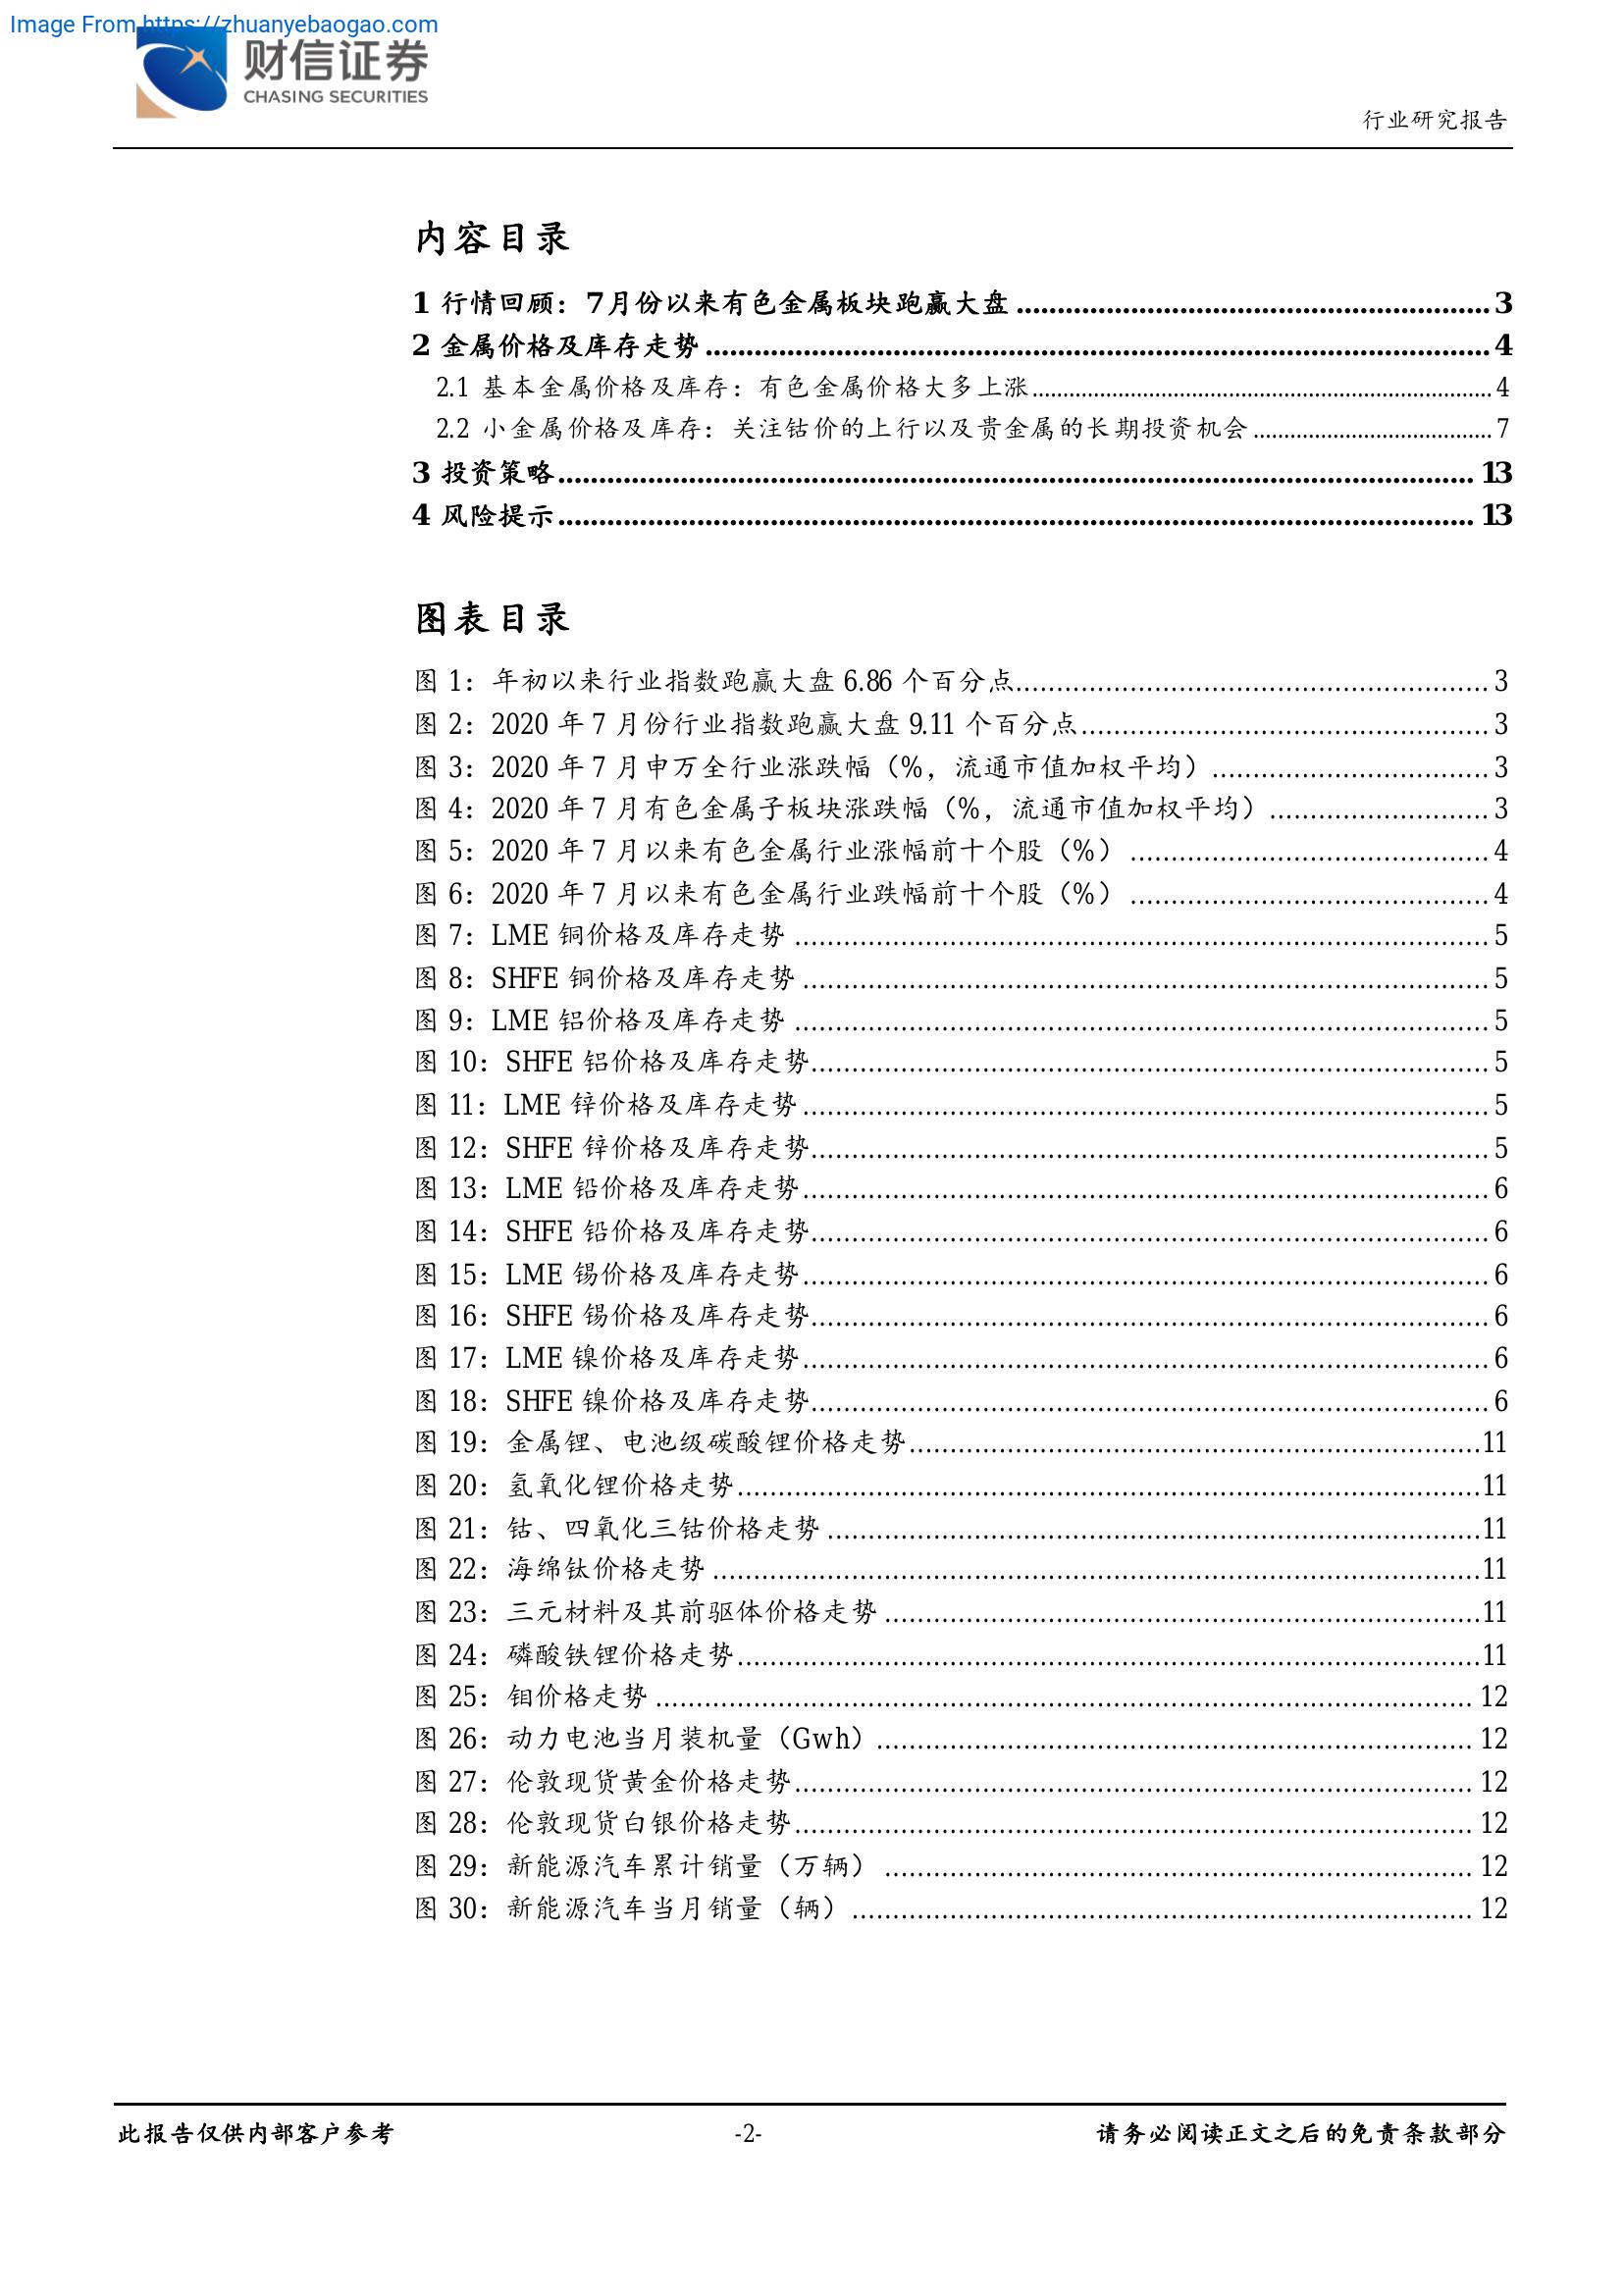 Image From https://zhuanyebaogao.com
财信证券
CHASING SECURITIES
行业研究报告
内容目录
1 行情回顾：7月份以来有色金属板块跑赢大盘........................................................3
2 金属价格及库存走势........................................................4
2.1 基本金属价格及库存：有色金属价格大多上涨........................................................4
2.2 小金属价格及库存：关注钴价的上行以及贵金属的长期投资机会........................................................7
3 投资策略........................................................13
4 风险提示........................................................13
图表目录
图 1：年初以来行业指数跑赢大盘 6.86 个百分点........................................................3
图 2：2020 年 7 月份行业指数跑赢大盘 9.11 个百分点........................................................3
图 3：2020 年 7 月申万全行业涨跌幅（%，流通市值加权平均）........................................................3
图 4：2020 年 7 月有色金属子板块涨跌幅（%，流通市值加权平均）........................................................3
图 5：2020 年 7 月以来有色金属行业涨幅前十个股（%）........................................................4
图 6：2020 年 7 月以来有色金属行业跌幅前十个股（%）........................................................4
图 7：LME 铜价格及库存走势........................................................5
图 8：SHFE 铜价格及库存走势........................................................5
图 9：LME 铝价格及库存走势........................................................5
图 10：SHFE 铝价格及库存走势........................................................5
图 11：LME 锌价格及库存走势........................................................5
图 12：SHFE 锌价格及库存走势........................................................5
图 13：LME 铅价格及库存走势........................................................6
图 14：SHFE 铅价格及库存走势........................................................6
图 15：LME 锡价格及库存走势........................................................6
图 16：SHFE 锡价格及库存走势........................................................6
图 17：LME 镍价格及库存走势........................................................6
图 18：SHFE 镍价格及库存走势........................................................6
图 19：金属锂、电池级碳酸锂价格走势........................................................11
图 20：氢氧化锂价格走势........................................................11
图 21：钴、四氧化三钴价格走势........................................................11
图 22：海绵钛价格走势........................................................11
图 23：三元材料及其前驱体价格走势........................................................11
图 24：磷酸铁锂价格走势........................................................11
图 25：钼价格走势........................................................12
图 26：动力电池当月装机量（Gwh）........................................................12
图 27：伦敦现货黄金价格走势........................................................12
图 28：伦敦现货白银价格走势........................................................12
图 29：新能源汽车累计销量（万辆）........................................................12
图 30：新能源汽车当月销量（辆）........................................................12
此报告仅供内部客户参考
-2-
请务必阅读正文之后的免责条款部分